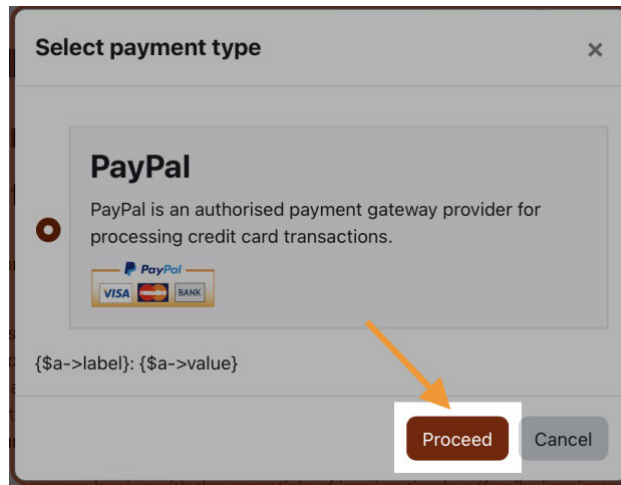 Select payment type ×
PayPal
PayPal is an authorised payment gateway provider for
processing credit card transactions.
PayPal
VISA MasterCard BANK
{$a->label}: {$a->value}
Proceed Cancel